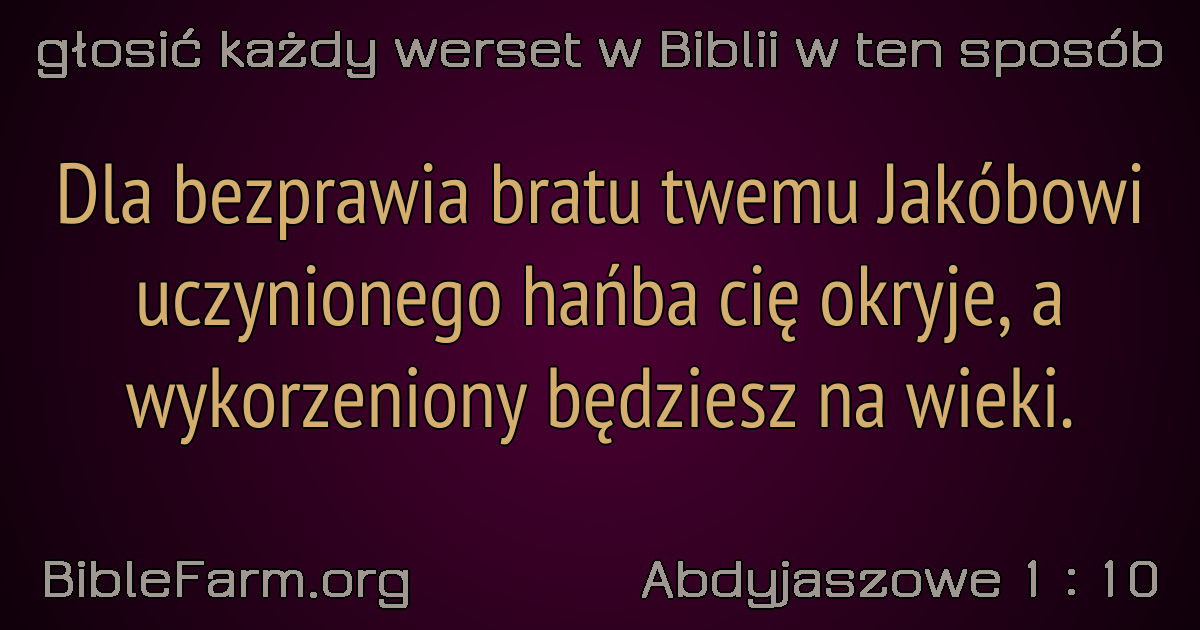 głosić każdy werset w Biblii w ten sposób
Dla bezprawia bratu twemu Jakóbowi
uczynionego hańba cię okryje, a
wykorzeniony będziesz na wieki.
BibleFarm.org
Abdyjaszowe 1 : 10